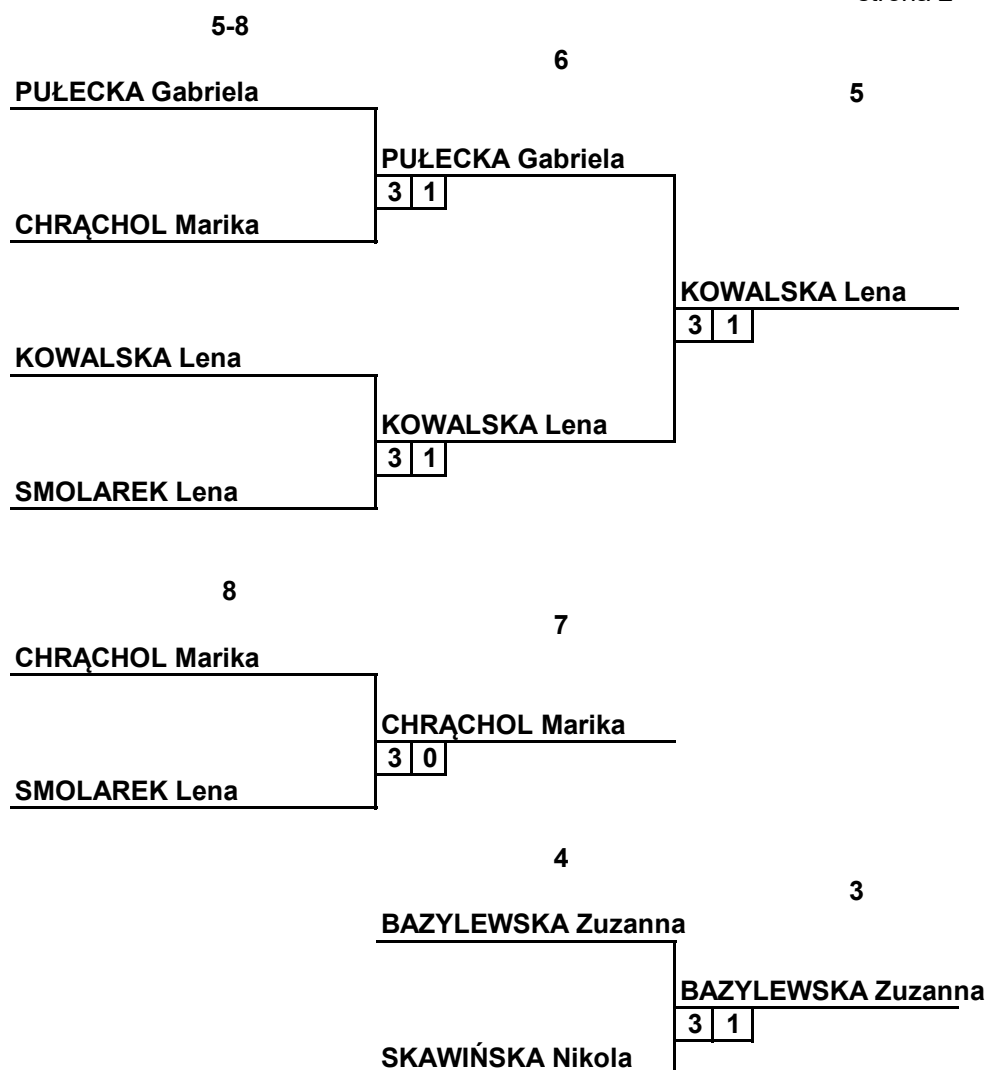 5-8
6
PUŁECKA Gabriela
5
PUŁECKA Gabriela
3 1
CHRĄCHOL Marika
KOWALSKA Lena
3 1
KOWALSKA Lena
KOWALSKA Lena
3 1
SMOLAREK Lena
8
7
CHRĄCHOL Marika
CHRĄCHOL Marika
3 0
SMOLAREK Lena
4
3
BAZYLEWSKA Zuzanna
BAZYLEWSKA Zuzanna
3 1
SKAWIŃSKA Nikola